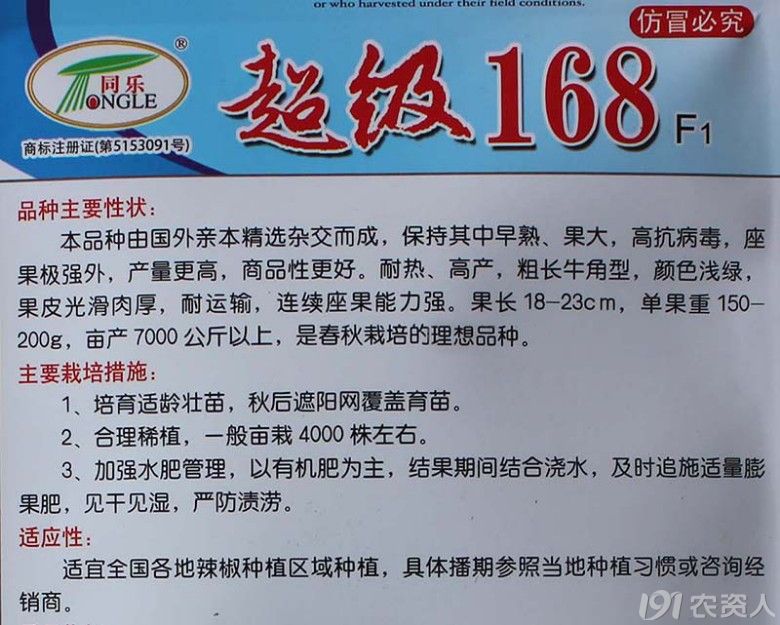 or who harvested under their field conditions.
仿冒必究
同乐
TONGLE
®
商标注册证(第5153091号)
超级168 F1
品种主要性状：
本品种由国外亲本精选杂交而成，保持其中早熟、果大，高抗病毒，座
果极强外，产量更高，商品性更好。耐热、高产，粗长牛角型，颜色浅绿，
果皮光滑肉厚，耐运输，连续座果能力强。果长18-23cm，单果重150-
200g，亩产7000公斤以上，是春秋栽培的理想品种。
主要栽培措施：
1、培育适龄壮苗，秋后遮阳网覆盖育苗。
2、合理稀植，一般亩栽4000株左右。
3、加强水肥管理，以有机肥为主，结果期间结合浇水，及时追施适量膨
果肥，见干见湿，严防渍涝。
适应性：
适宜全国各地辣椒种植区域种植，具体播期参照当地种植习惯或咨询经
销商。
191农资人